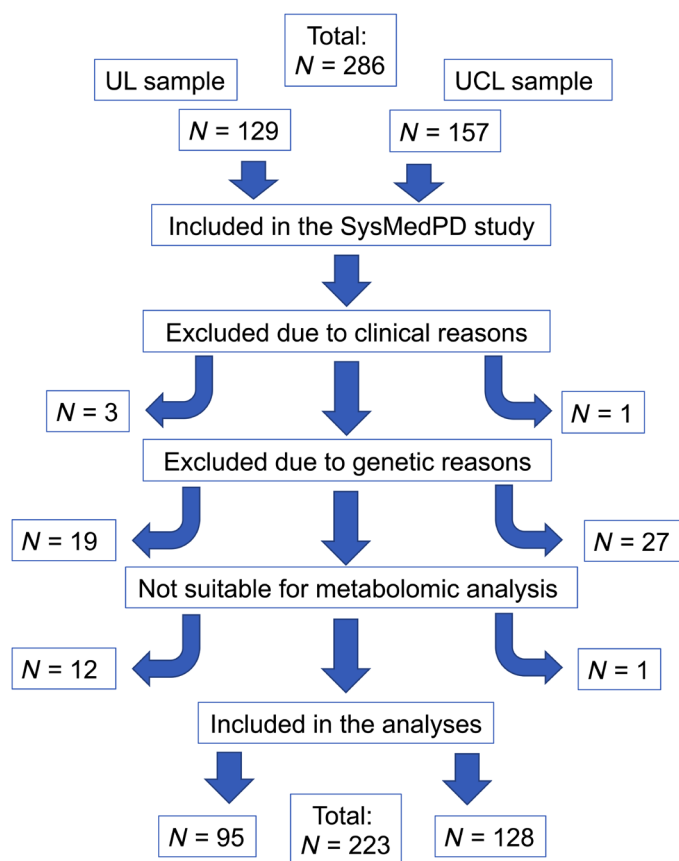 Total:
N = 286
UL sample
UCL sample
N = 129
N = 157
Included in the SysMedPD study
Excluded due to clinical reasons
N = 3
N = 1
Excluded due to genetic reasons
N = 19
N = 27
Not suitable for metabolomic analysis
N = 12
N = 1
Included in the analyses
N = 95
Total:
N = 223
N = 128